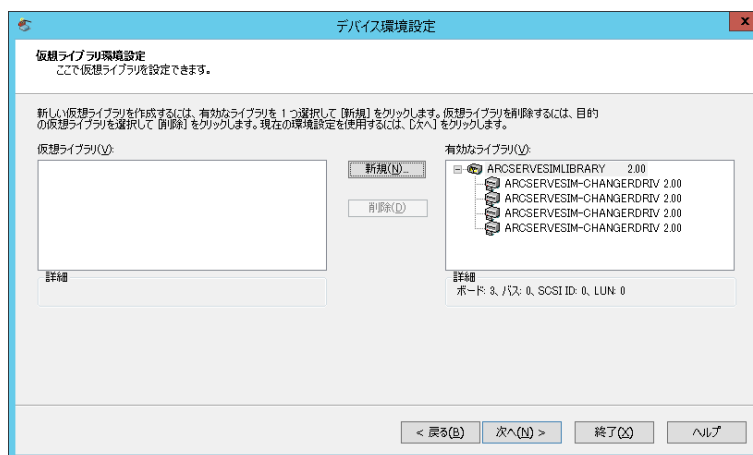 デバイス環境設定
x
仮想ライブラリ環境設定
ここで仮想ライブラリを設定できます。
新しい仮想ライブラリを作成するには、有効なライブラリを 1 つ選択して [新規] をクリックします。仮想ライブラリを削除するには、目的
の仮想ライブラリを選択して [削除] をクリックします。現在の環境設定を使用するには、[次へ] をクリックします。
仮想ライブラリ(V):
新規(N)...
削除(D)
有効なライブラリ(V):
ARCSERVESIMLIBRARY 2.00
ARCSERVESIM-CHANGERDRIV 2.00
ARCSERVESIM-CHANGERDRIV 2.00
ARCSERVESIM-CHANGERDRIV 2.00
ARCSERVESIM-CHANGERDRIV 2.00
詳細
詳細
ボード: 3、バス: 0、SCSI ID: 0、LUN: 0
< 戻る(B)
次へ(N) >
終了(X)
ヘルプ